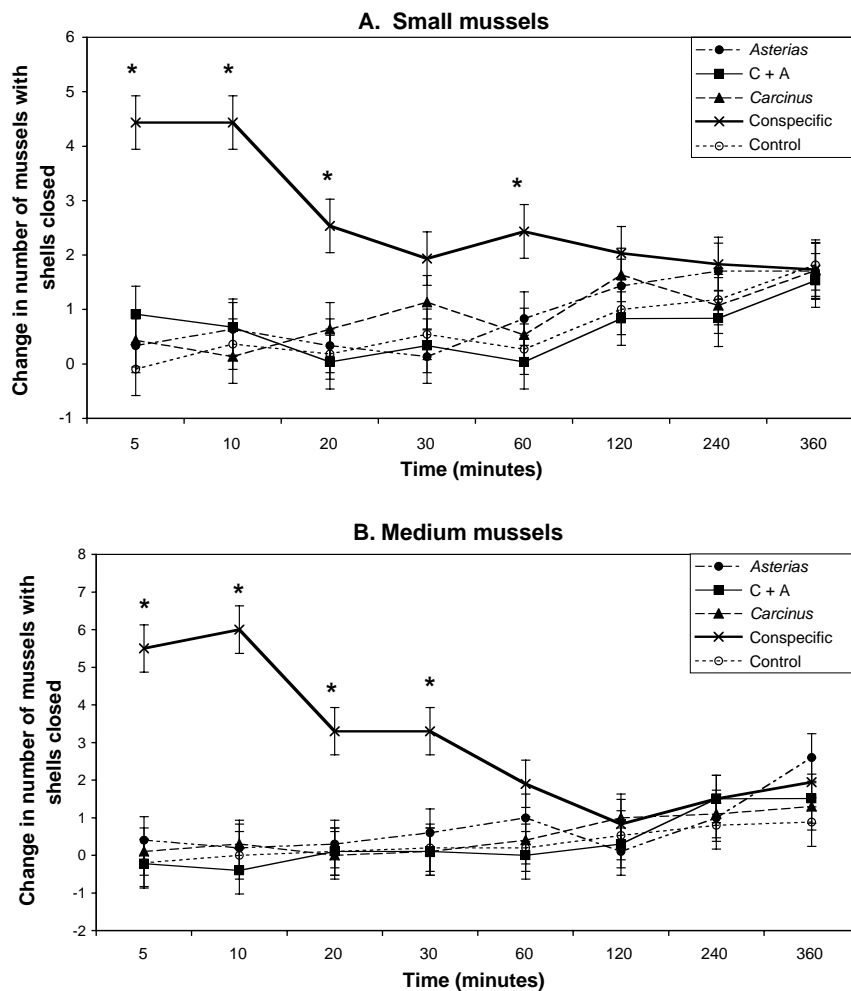 A. Small mussels
6
5
4
3
2
1
0
-1
Change in number of mussels with
shells closed
*
*
*
*
Asterias
C + A
Carcinus
Conspecific
Control
5 10 20 30 60 120 240 360
Time (minutes)
B. Medium mussels
8
7
6
5
4
3
2
1
0
-1
-2
Change in number of mussels with
shells closed
*
*
*
*
Asterias
C + A
Carcinus
Conspecific
Control
5 10 20 30 60 120 240 360
Time (minutes)